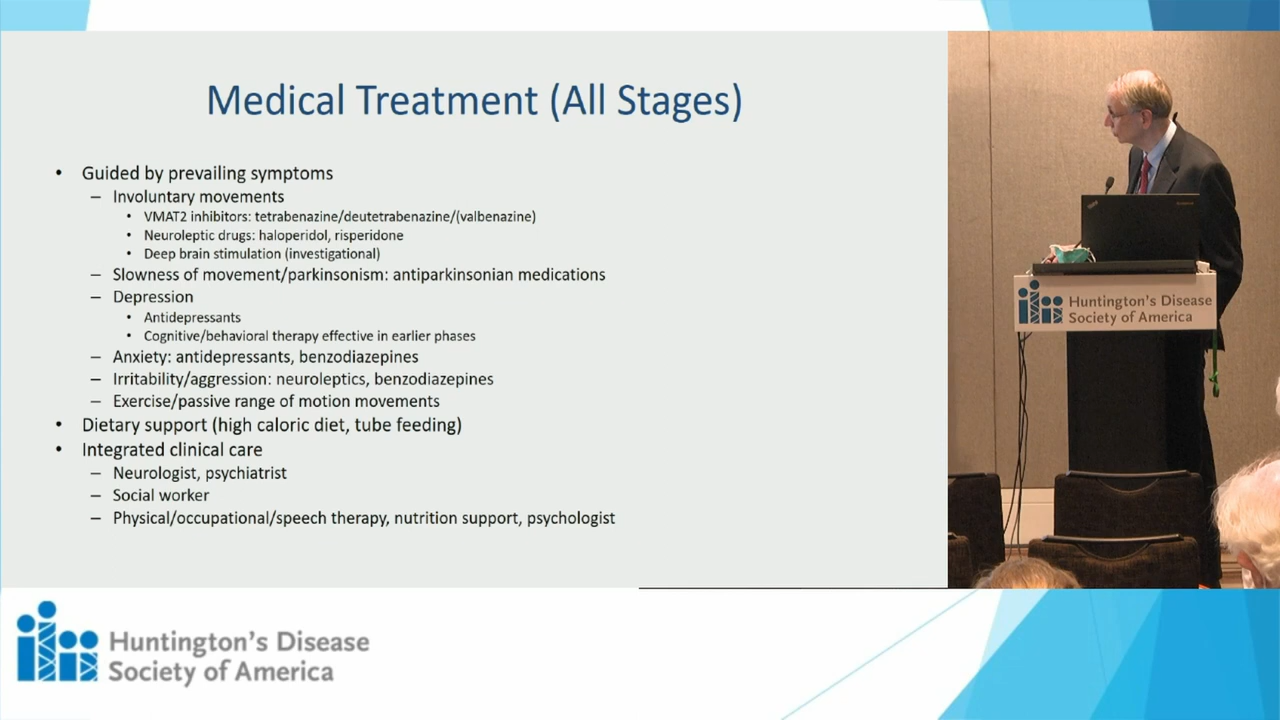 Medical Treatment (All Stages)
• Guided by prevailing symptoms
– Involuntary movements
• VMAT2 inhibitors: tetrabenazine/deutetrabenazine/(valbenazine)
• Neuroleptic drugs: haloperidol, risperidone
• Deep brain stimulation (investigational)
– Slowness of movement/parkinsonism: antiparkinsonian medications
– Depression
• Antidepressants
• Cognitive/behavioral therapy effective in earlier phases
– Anxiety: antidepressants, benzodiazepines
– Irritability/aggression: neuroleptics, benzodiazepines
– Exercise/passive range of motion movements
• Dietary support (high caloric diet, tube feeding)
• Integrated clinical care
– Neurologist, psychiatrist
– Social worker
– Physical/occupational/speech therapy, nutrition support, psychologist
Huntington's Disease
Society of America
Huntington's Disease
Society of America